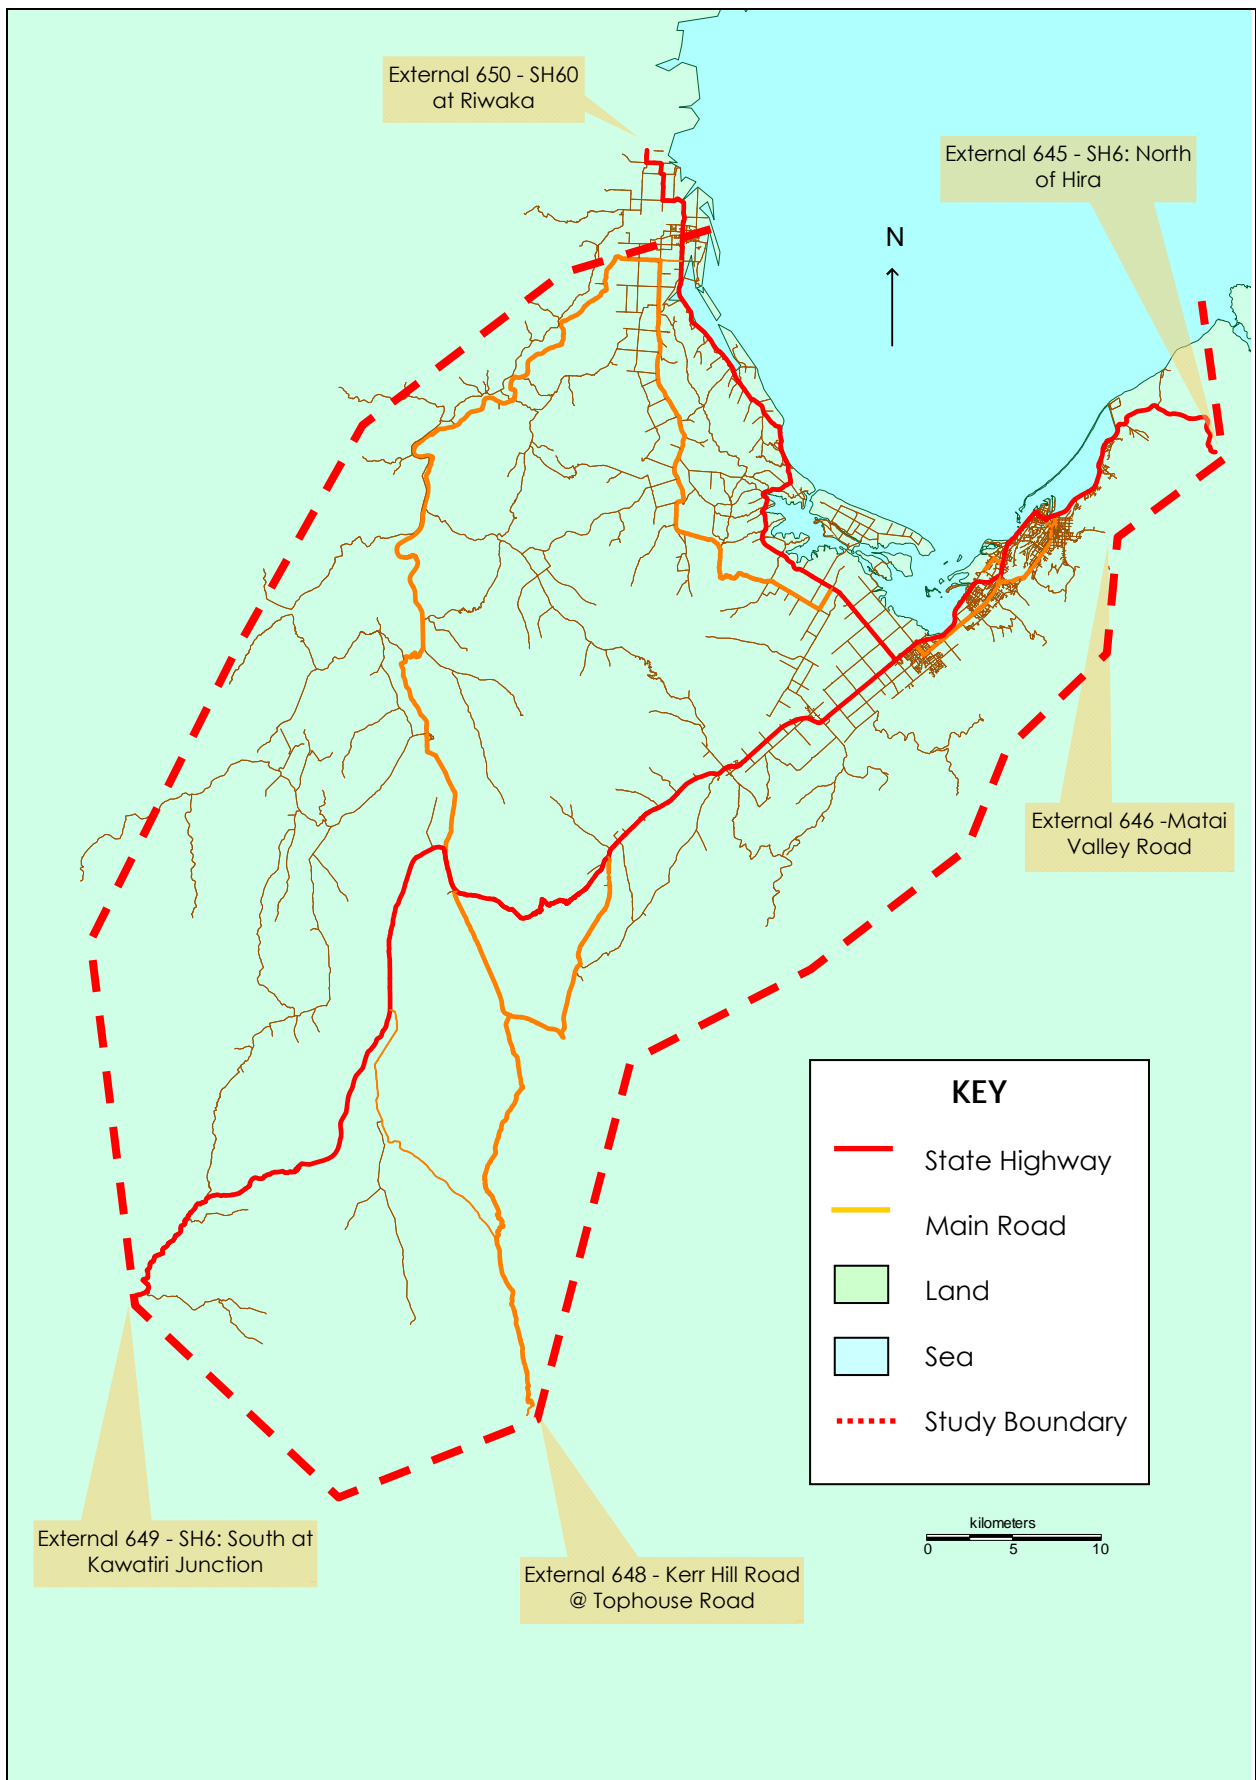 External 650 - SH60
at Riwaka
External 645 - SH6: North
of Hira
N
External 646 -Matai
Valley Road
KEY
State Highway
Main Road
Land
Sea
Study Boundary
kilometers
0 5 10
External 649 - SH6: South at
Kawatiri Junction
External 648 - Kerr Hill Road
@ Tophouse Road